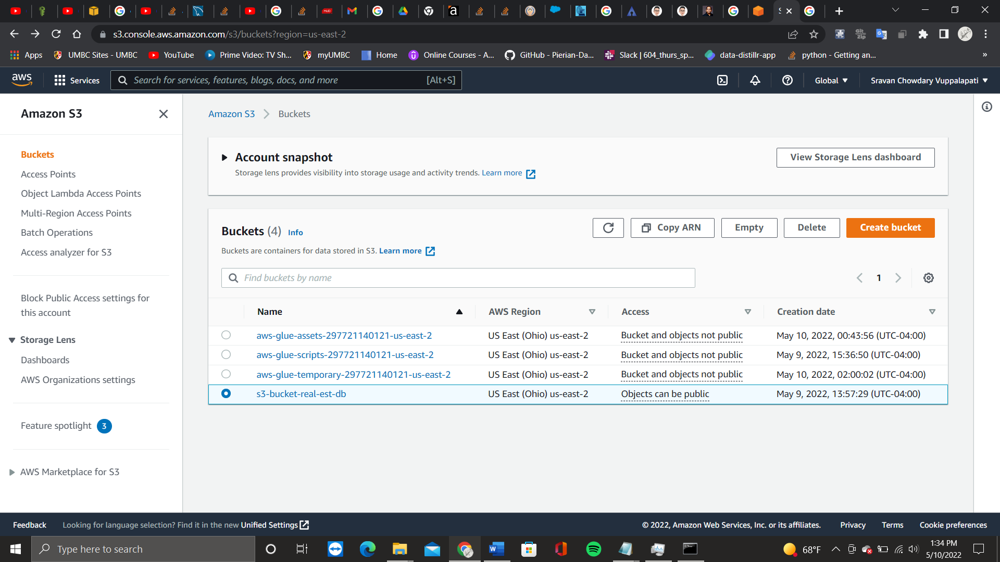 s3.console.aws.amazon.com/s3/buckets?region=us-east-2
Apps
UMBC Sites - UMBC
YouTube
Prime Video: TV Sh...
myUMBC
Home
Online Courses - A...
GitHub - Pierian-Da...
Slack | 604_thurs_sp...
data-distillr-app
python - Getting an...
»
aws
Services
Search for services, features, blogs, docs, and more
[Alt+S]
Global
Sravan Chowdary Vuppalapati
Amazon S3
Buckets
Access Points
Object Lambda Access Points
Multi-Region Access Points
Batch Operations
Access analyzer for S3
Block Public Access settings for
this account
Storage Lens
Dashboards
AWS Organizations settings
Feature spotlight 3
AWS Marketplace for S3
Amazon S3 > Buckets
Account snapshot
Storage lens provides visibility into storage usage and activity trends. Learn more
View Storage Lens dashboard
Buckets (4) Info
Buckets are containers for data stored in S3. Learn more
Copy ARN
Empty
Delete
Create bucket
Find buckets by name
1
Name AWS Region Access Creation date
aws-glue-assets-297721140121-us-east-2 US East (Ohio) us-east-2 Bucket and objects not public May 10, 2022, 00:43:56 (UTC-04:00)
aws-glue-scripts-297721140121-us-east-2 US East (Ohio) us-east-2 Bucket and objects not public May 9, 2022, 15:36:50 (UTC-04:00)
aws-glue-temporary-297721140121-us-east-2 US East (Ohio) us-east-2 Bucket and objects not public May 10, 2022, 02:00:02 (UTC-04:00)
s3-bucket-real-est-db US East (Ohio) us-east-2 Objects can be public May 9, 2022, 13:57:29 (UTC-04:00)
Feedback
Looking for language selection? Find it in the new Unified Settings
© 2022, Amazon Web Services, Inc. or its affiliates.
Privacy
Terms
Cookie preferences
Type here to search
68°F
1:34 PM
5/10/2022